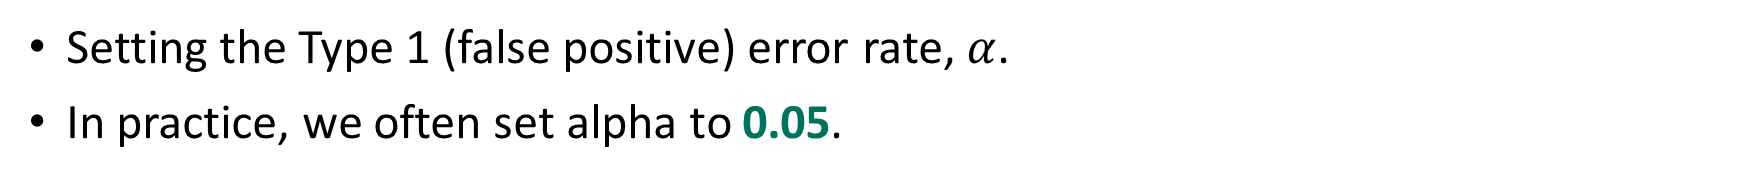 • Setting the Type 1 (false positive) error rate, 𝛼.
• In practice, we often set alpha to 0.05.